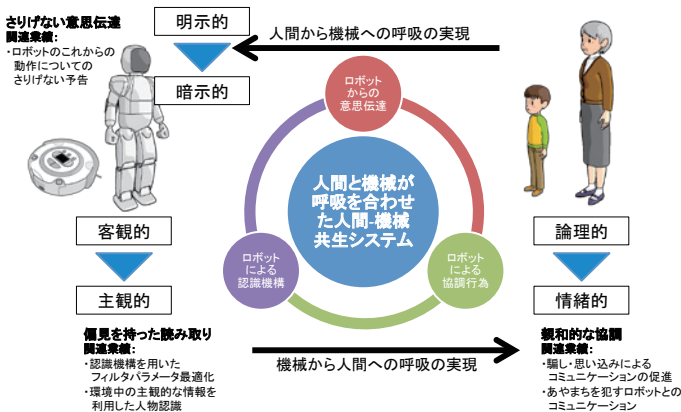 さりげない意思伝達
関連業績:
・ロボットのこれからの
動作についての
さりげない予告
明示的
暗示的
人間から機械への呼吸の実現
ロボット
からの
意思伝達
人間と機械が
呼吸を合わせ
た人間-機械
共生システム
ロボット
による
認識機構
ロボット
による
協調行為
客観的
主観的
論理的
情緒的
偏見を持った読み取り
関連業績:
・認識機構を用いた
フィルタパラメータ最適化
・環境中の主観的な情報を
利用した人物認識
機械から人間への呼吸の実現
親和的な協調
関連業績:
・騙し・思い込みによる
コミュニケーションの促進
・あやまちを犯すロボットとの
コミュニケーション